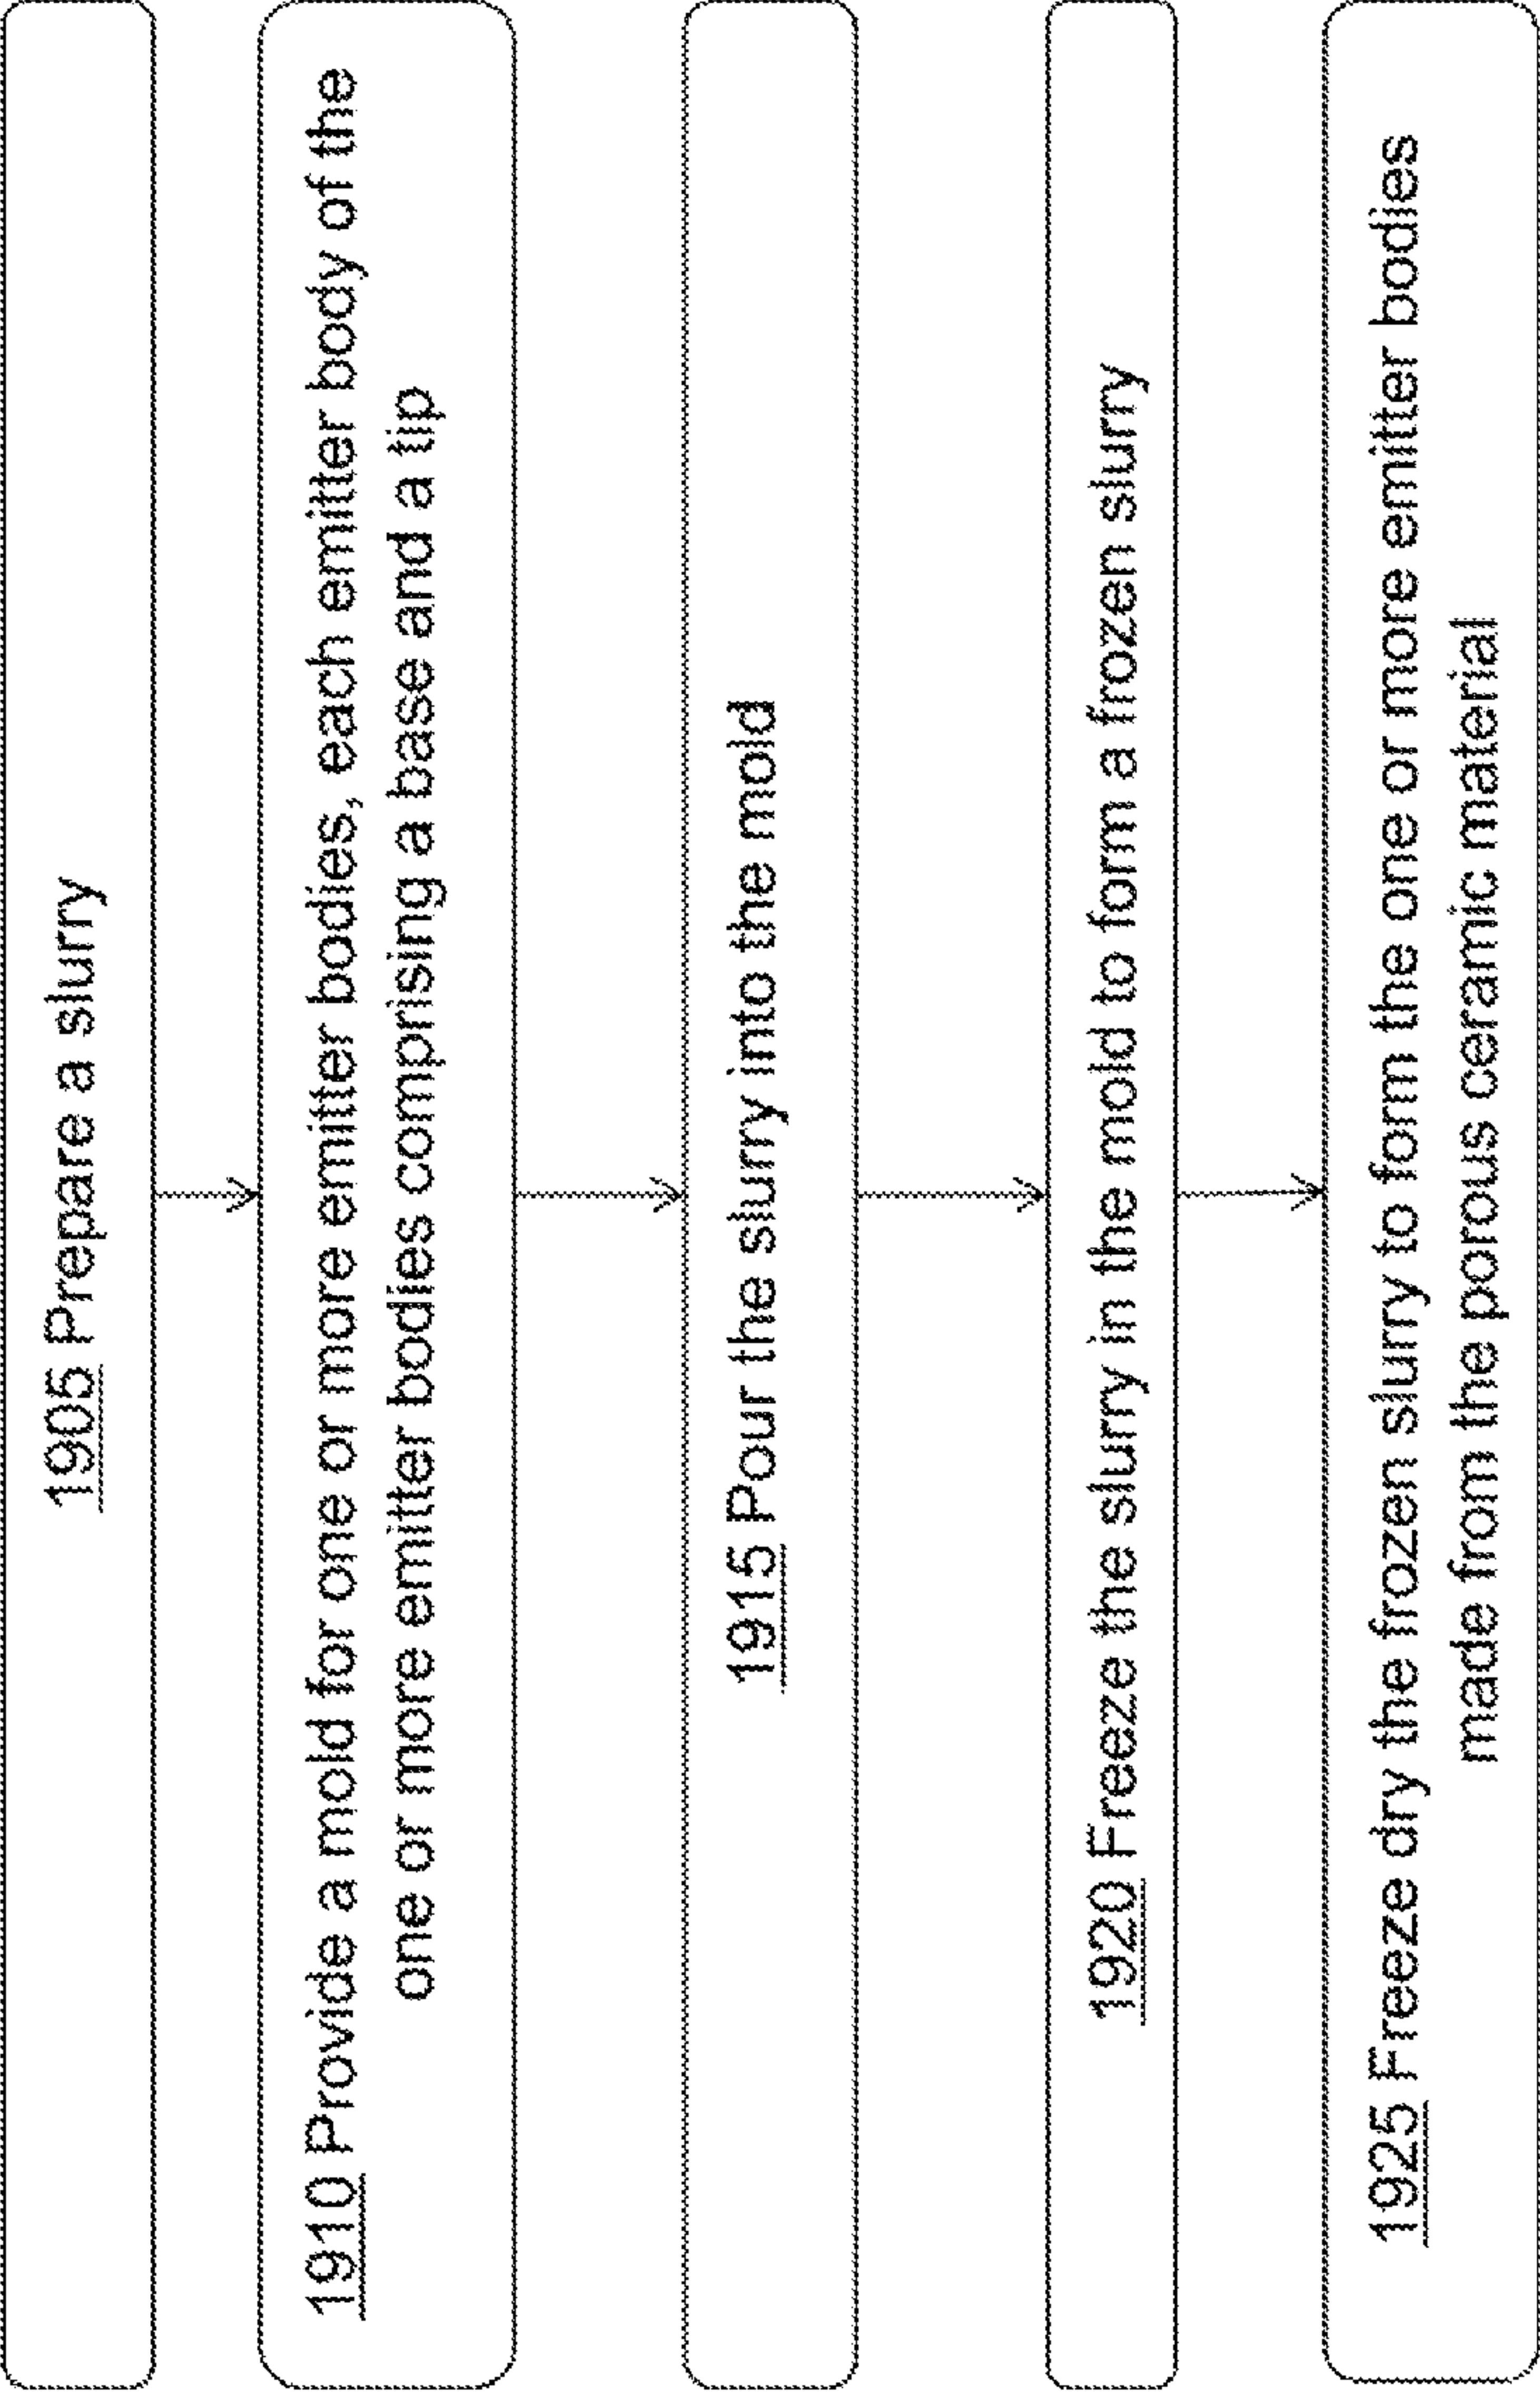 1905 Prepare a slurry
1910 Provide a mold for one or more emitter bodies, each emitter body of the
one or more emitter bodies comprising a base and a tip
1915 Pour the slurry into the mold
1920 Freeze the slurry in the mold to form a frozen slurry
1925 Freeze dry the frozen slurry to form the one or more emitter bodies
made from the porous ceramic material